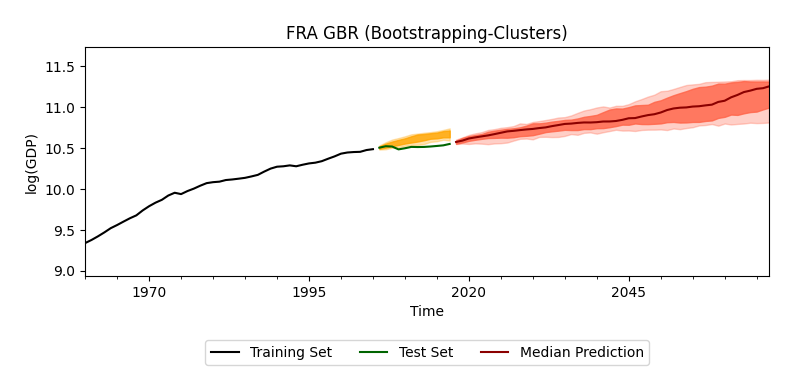 FRA GBR (Bootstrapping-Clusters)
11.5
11.0
10.5
10.0
9.5
9.0
log(GDP)
1970 1995 2020 2045
Time
Training Set Test Set Median Prediction